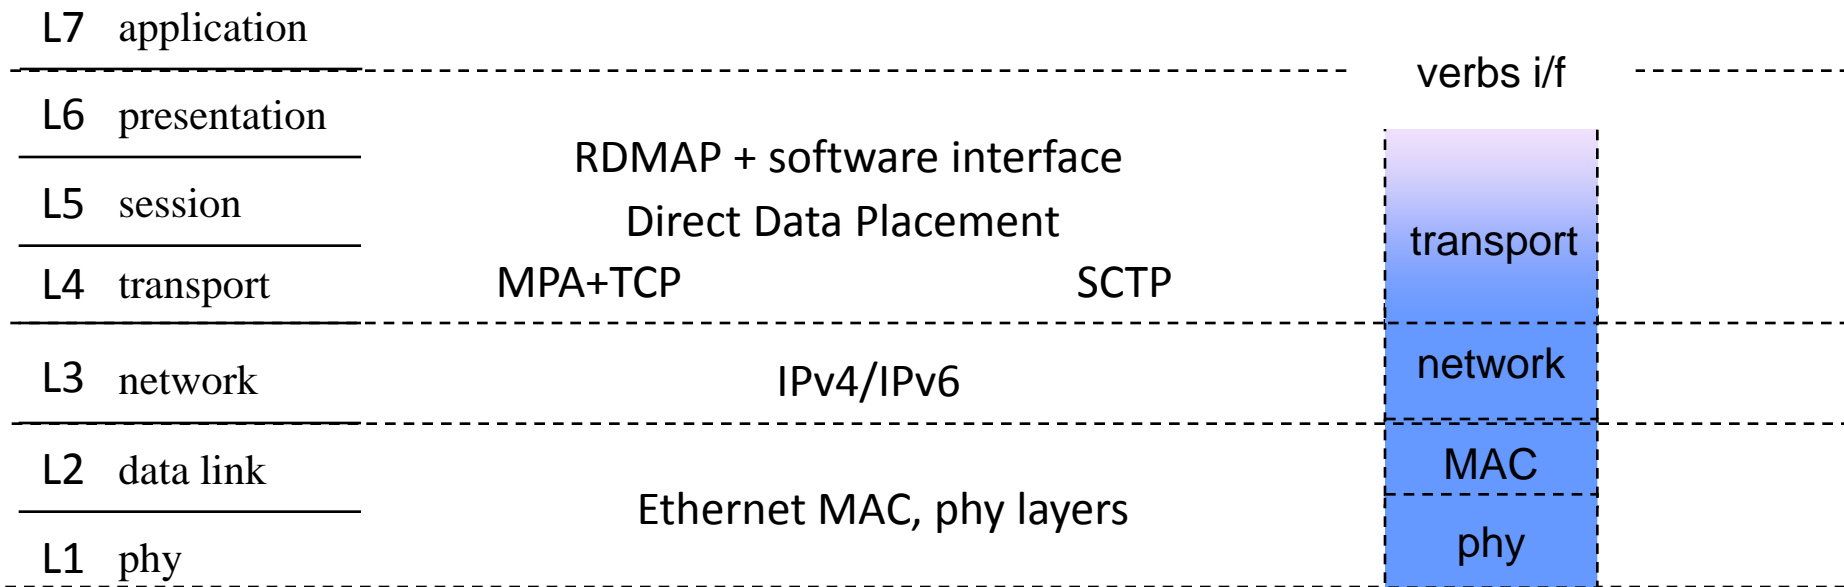 L7 application
verbs i/f
L6 presentation
RDMAP + software interface
L5 session
Direct Data Placement
transport
L4 transport
MPA+TCP
SCTP
L3 network
IPv4/IPv6
network
L2 data link
MAC
Ethernet MAC, phy layers
L1 phy
phy